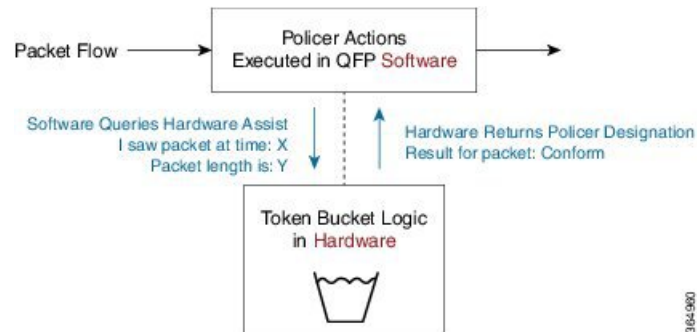 Policer Actions
Executed in QFP Software
Packet Flow
Software Queries Hardware Assist
I saw packet at time: X
Packet length is: Y
Hardware Returns Policer Designation
Result for packet: Conform
Token Bucket Logic
in Hardware
364960